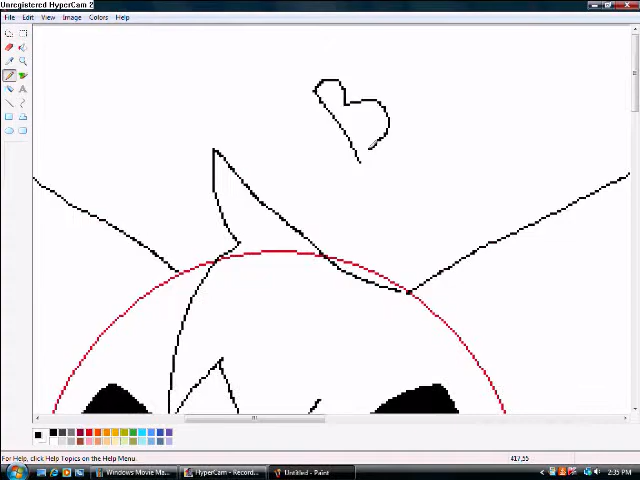 Unregistered HyperCam 2
File Edit View Image Colors Help
For Help, click Help Topics on the Help Menu.
417,55
Windows Movie Ma... HyperCam - Record... Untitled - Paint
2:35 PM